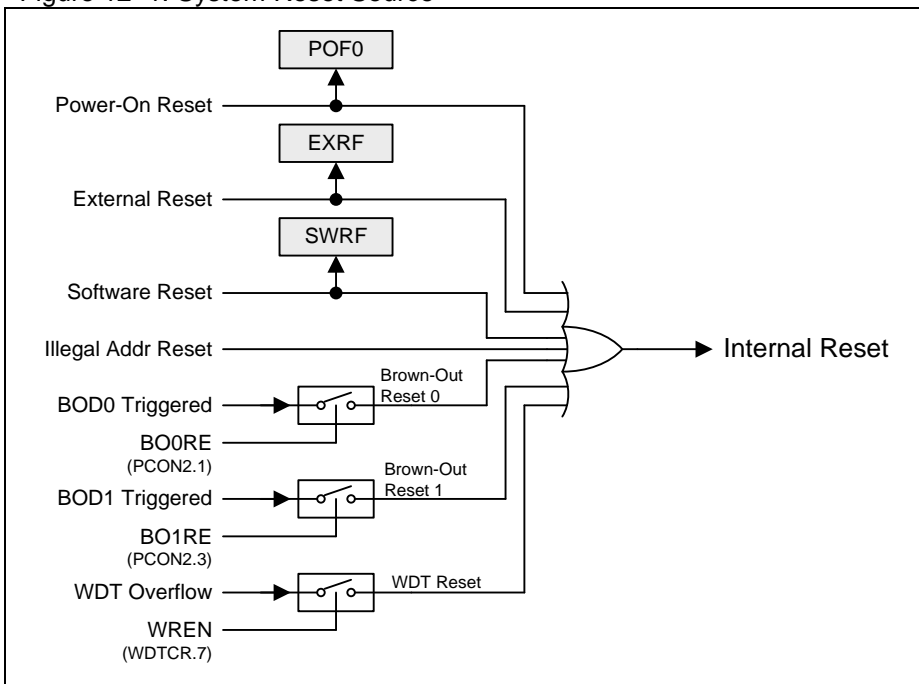 Figure 12–1. System Reset Source
POF0
Power-On Reset
EXRF
External Reset
SWRF
Software Reset
Illegal Addr Reset
Internal Reset
Brown-Out
Reset 0
BOD0 Triggered
BO0RE
(PCON2.1)
Brown-Out
Reset 1
BOD1 Triggered
BO1RE
(PCON2.3)
WDT Overflow
WDT Reset
WREN
(WDTCR.7)